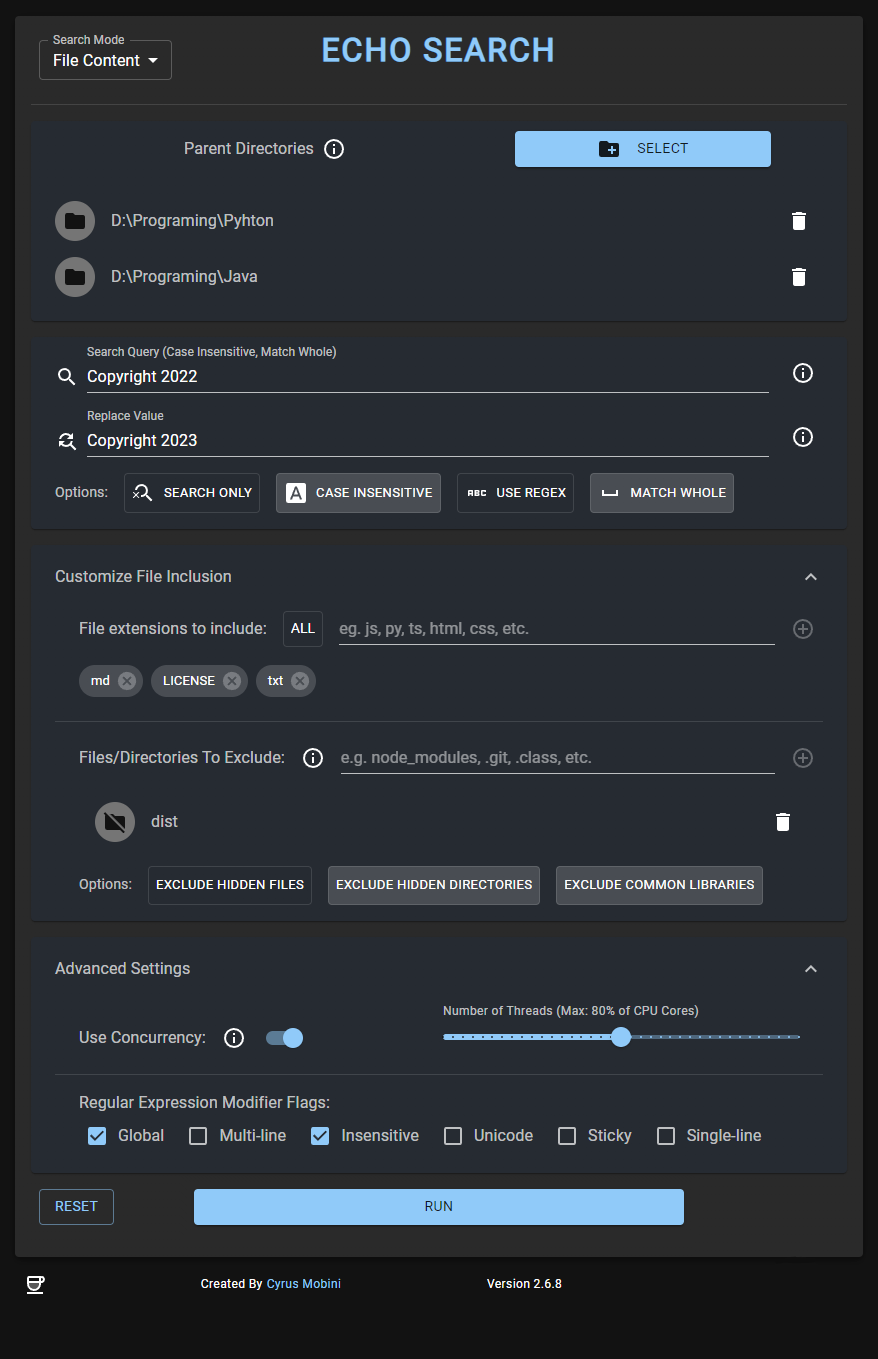 Search Mode
File Content
ECHO SEARCH
Parent Directories
SELECT
D:\Programing\Pyhton
D:\Programing\Java
Search Query (Case Insensitive, Match Whole)
Copyright 2022
Replace Value
Copyright 2023
Options: SEARCH ONLY A CASE INSENSITIVE ABC USE REGEX MATCH WHOLE
Customize File Inclusion
File extensions to include: ALL eg. js, py, ts, html, css, etc.
md LICENSE txt
Files/Directories To Exclude: e.g. node_modules, .git, .class, etc.
dist
Options: EXCLUDE HIDDEN FILES EXCLUDE HIDDEN DIRECTORIES EXCLUDE COMMON LIBRARIES
Advanced Settings
Number of Threads (Max: 80% of CPU Cores)
Use Concurrency:
Regular Expression Modifier Flags:
Global Multi-line Insensitive Unicode Sticky Single-line
RESET RUN
Created By Cyrus Mobini Version 2.6.8